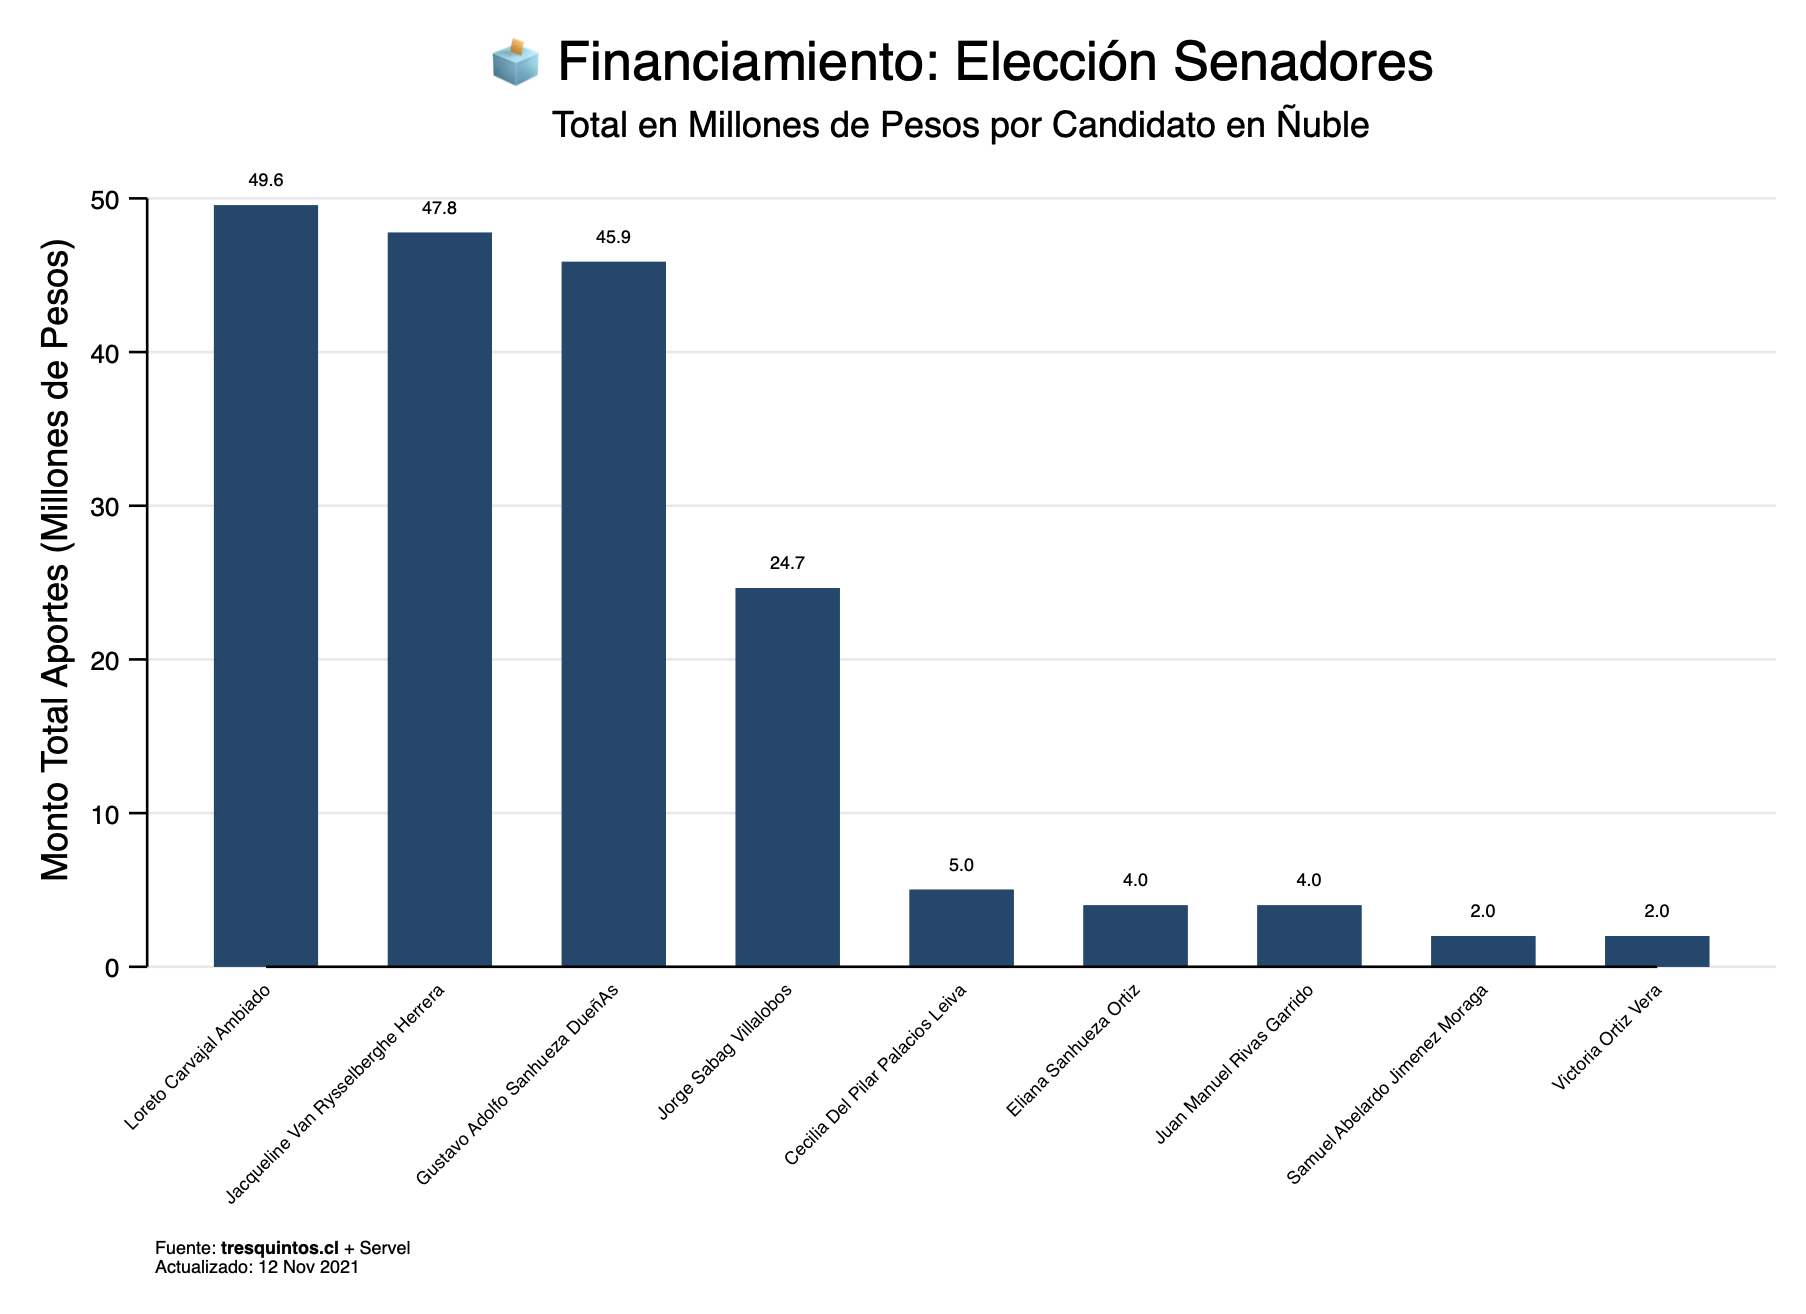 🗳️ Financiamiento: Elección Senadores
Total en Millones de Pesos por Candidato en Ñuble
Monto Total Aportes (Millones de Pesos)
50
40
30
20
10
0
49.6
47.8
45.9
24.7
5.0
4.0
4.0
2.0
2.0
Loreto Carvajal Ambiado
Jacqueline Van Rysselberghe Herrera
Gustavo Adolfo Sanhueza DueñAs
Jorge Sabag Villalobos
Cecilia Del Pilar Palacios Leiva
Eliana Sanhueza Ortiz
Juan Manuel Rivas Garrido
Samuel Abelardo Jimenez Moraga
Victoria Ortiz Vera
Fuente: tresquintos.cl + Servel
Actualizado: 12 Nov 2021